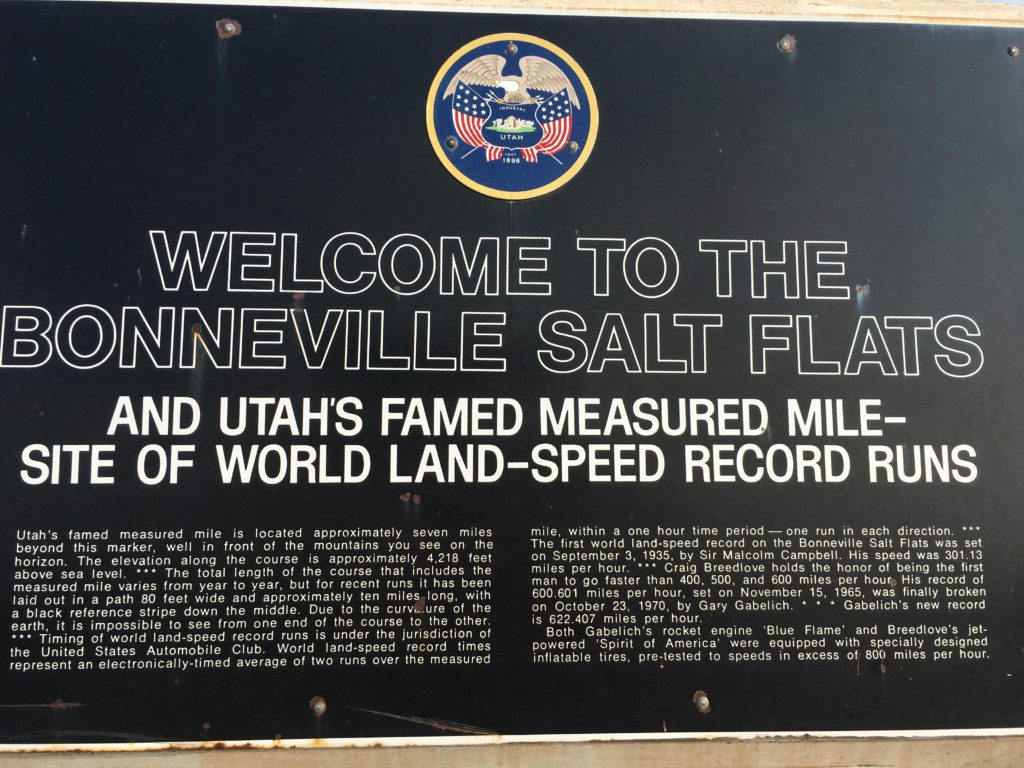 INDUSTRY
UTAH
1847
1896
WELCOME TO THE
BONNEVILLE SALT FLATS
AND UTAH'S FAMED MEASURED MILE–
SITE OF WORLD LAND–SPEED RECORD RUNS
Utah's famed measured mile is located approximately seven miles
beyond this marker, well in front of the mountains you see on the
horizon. The elevation along the course is approximately 4,218 feet
above sea level. *** The total length of the course that includes the
measured mile varies from year to year, but for recent runs it has been
laid out in a path 80 feet wide and approximately ten miles long, with
a black reference stripe down the middle. Due to the curvature of the
earth, it is impossible to see from one end of the course to the other.
*** Timing of world land-speed record runs is under the jurisdiction of
the United States Automobile Club. World land-speed record times
represent an electronically-timed average of two runs over the measured
mile, within a one hour time period — one run in each direction. ***
The first world land-speed record on the Bonneville Salt Flats was set
on September 3, 1935, by Sir Malcolm Campbell. His speed was 301.13
miles per hour. *** Craig Breedlove holds the honor of being the first
man to go faster than 400, 500, and 600 miles per hour. His record of
600.601 miles per hour, set on November 15, 1965, was finally broken
on October 23, 1970, by Gary Gabelich. * * * Gabelich's new record
is 622.407 miles per hour.
Both Gabelich's rocket engine 'Blue Flame' and Breedlove's jet-
powered 'Spirit of America' were equipped with specially designed
inflatable tires, pre-tested to speeds in excess of 800 miles per hour.